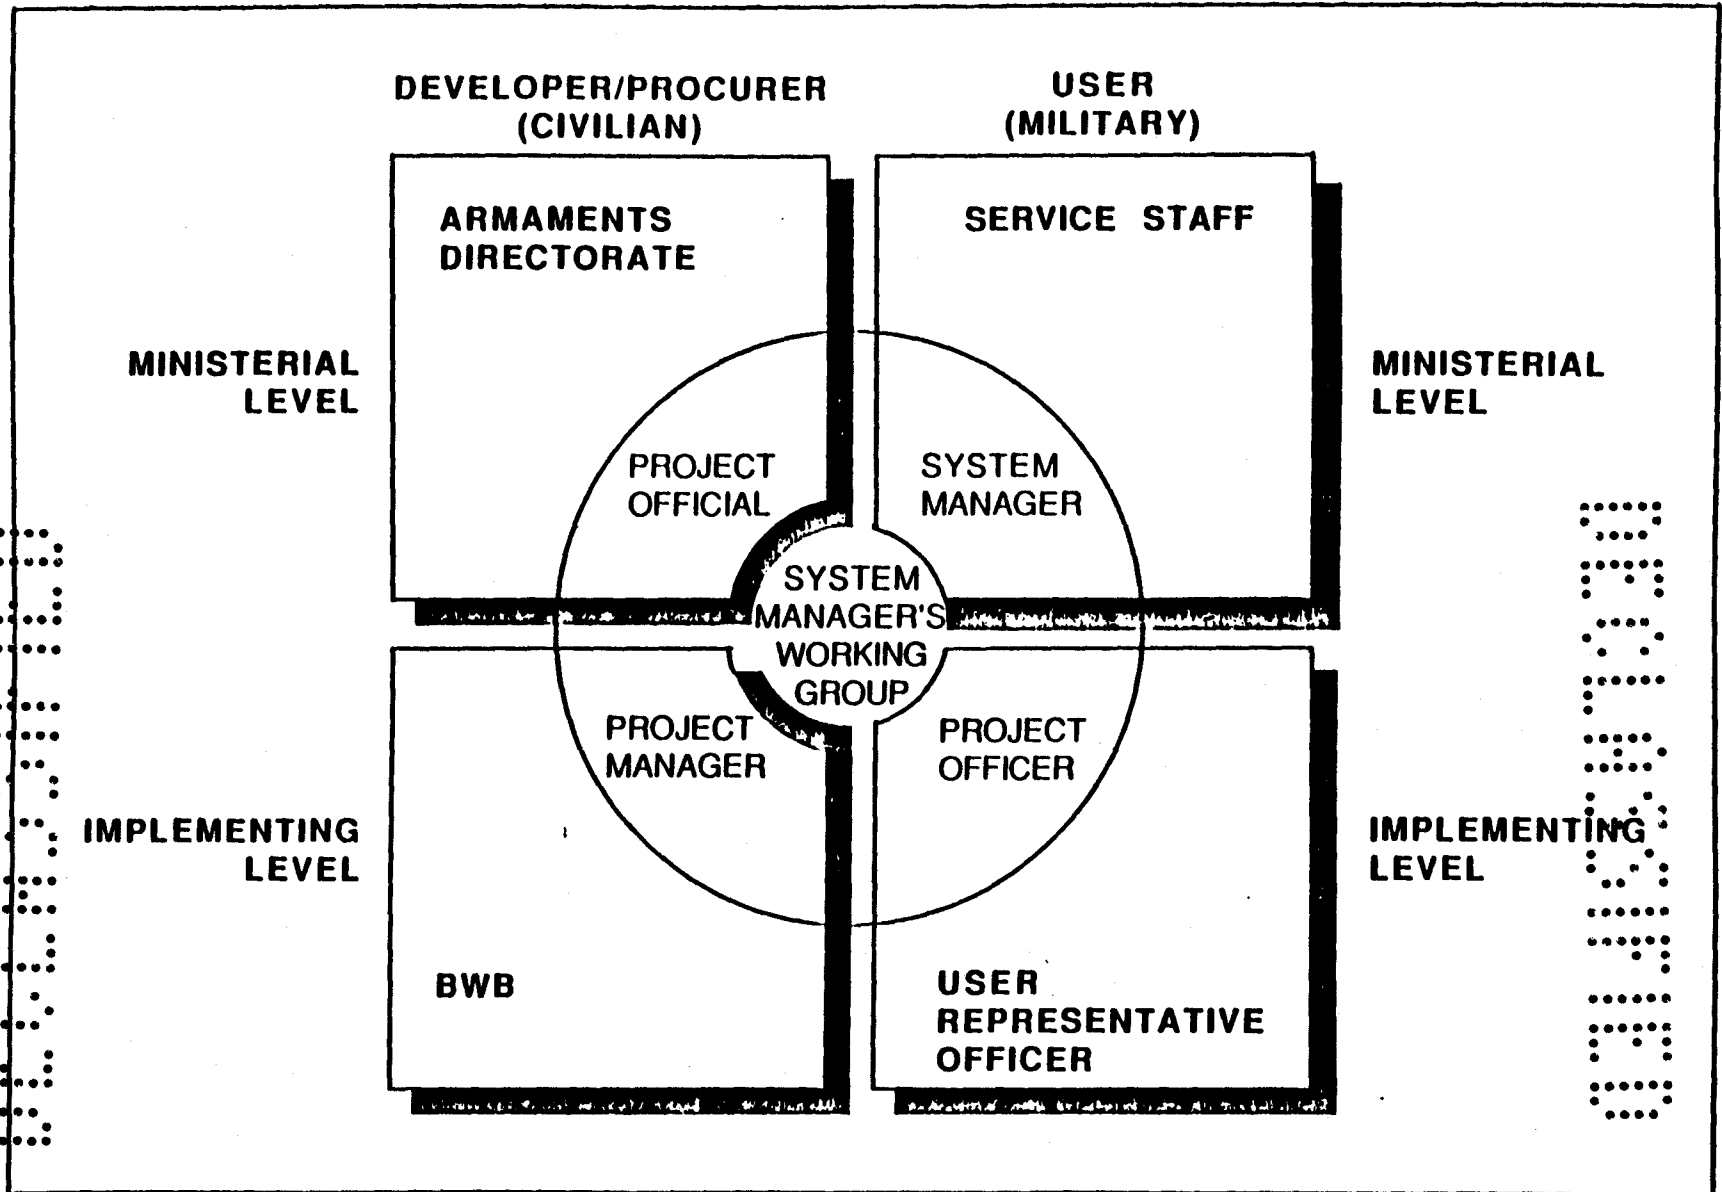 DEVELOPER/PROCURER
(CIVILIAN)
USER
(MILITARY)
ARMAMENTS
DIRECTORATE
SERVICE STAFF
MINISTERIAL
LEVEL
MINISTERIAL
LEVEL
PROJECT
OFFICIAL
SYSTEM
MANAGER
SYSTEM
MANAGER'S
WORKING
GROUP
PROJECT
MANAGER
PROJECT
OFFICER
IMPLEMENTING
LEVEL
IMPLEMENTING
LEVEL
BWB
USER
REPRESENTATIVE
OFFICER
DECLASSIFIED